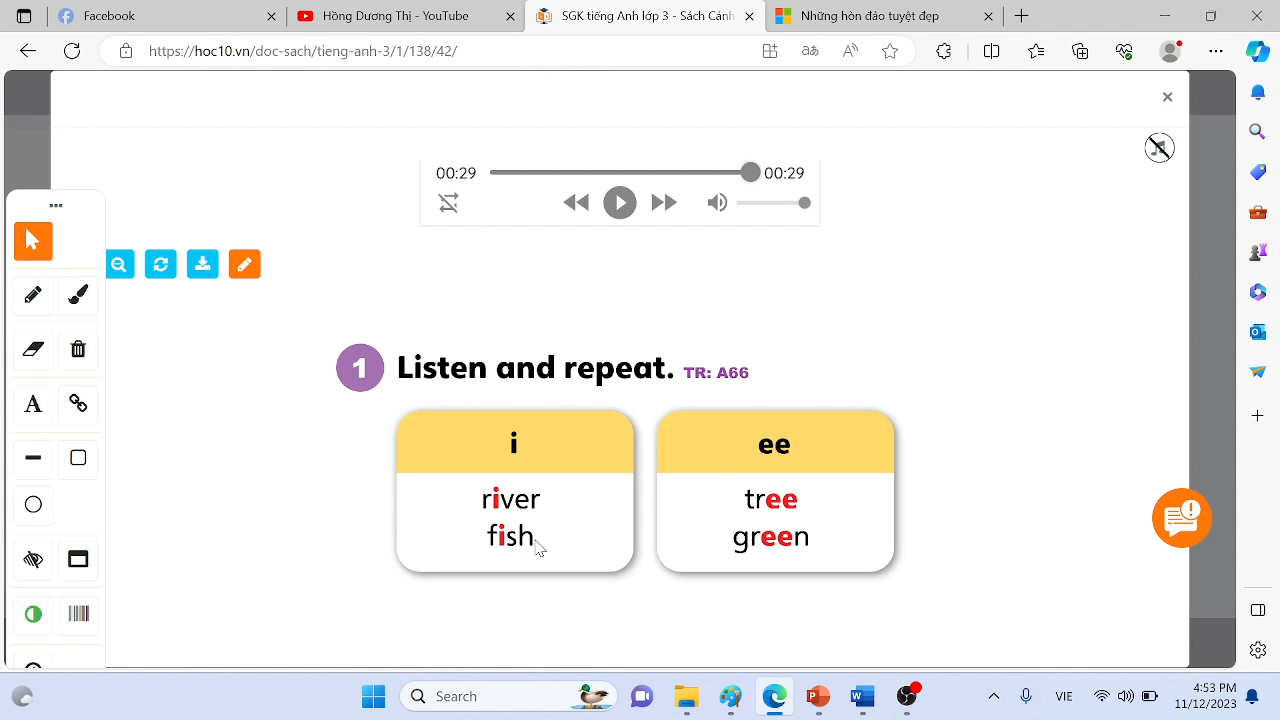 Facebook
Hồng Dương Thị - YouTube
SGK tiếng Anh lớp 3 - Sách Cánh
Những hòn đảo tuyệt đẹp
https://hoc10.vn/doc-sach/tieng-anh-3/1/138/42/
00:29
00:29
1 Listen and repeat. TR: A66
i
ee
river
tree
fish
green
Search
VIE
4:53 PM
11/12/2023